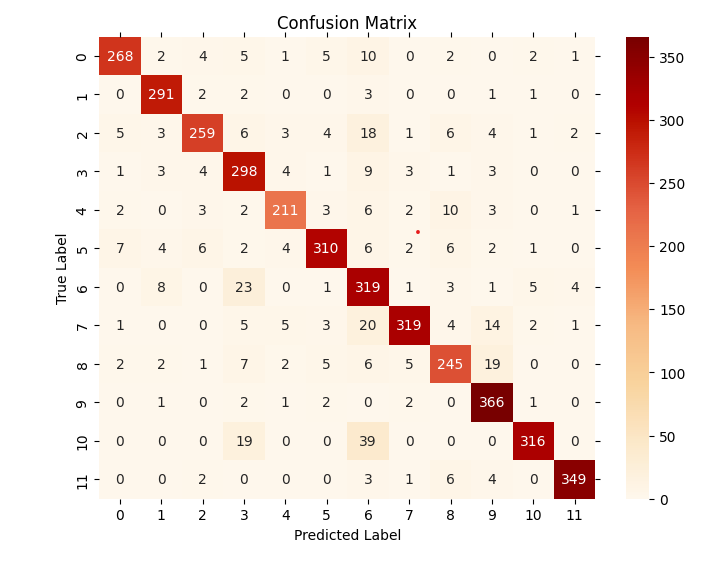 Confusion Matrix
0 268 2 4 5 1 5 10 0 2 0 2 1
1 0 291 2 2 0 0 3 0 0 1 1 0
2 5 3 259 6 3 4 18 1 6 4 1 2
3 1 3 4 298 4 1 9 3 1 3 0 0
4 2 0 3 2 211 3 6 2 10 3 0 1
5 7 4 6 2 4 310 6 2 6 2 1 0
6 0 8 0 23 0 1 319 1 3 1 5 4
7 1 0 0 5 5 3 20 319 4 14 2 1
8 2 2 1 7 2 5 6 5 245 19 0 0
9 0 1 0 2 1 2 0 2 0 366 1 0
10 0 0 0 19 0 0 39 0 0 0 316 0
11 0 0 2 0 0 0 3 1 6 4 0 349
0 1 2 3 4 5 6 7 8 9 10 11
Predicted Label
True Label
350
300
250
200
150
100
50
0